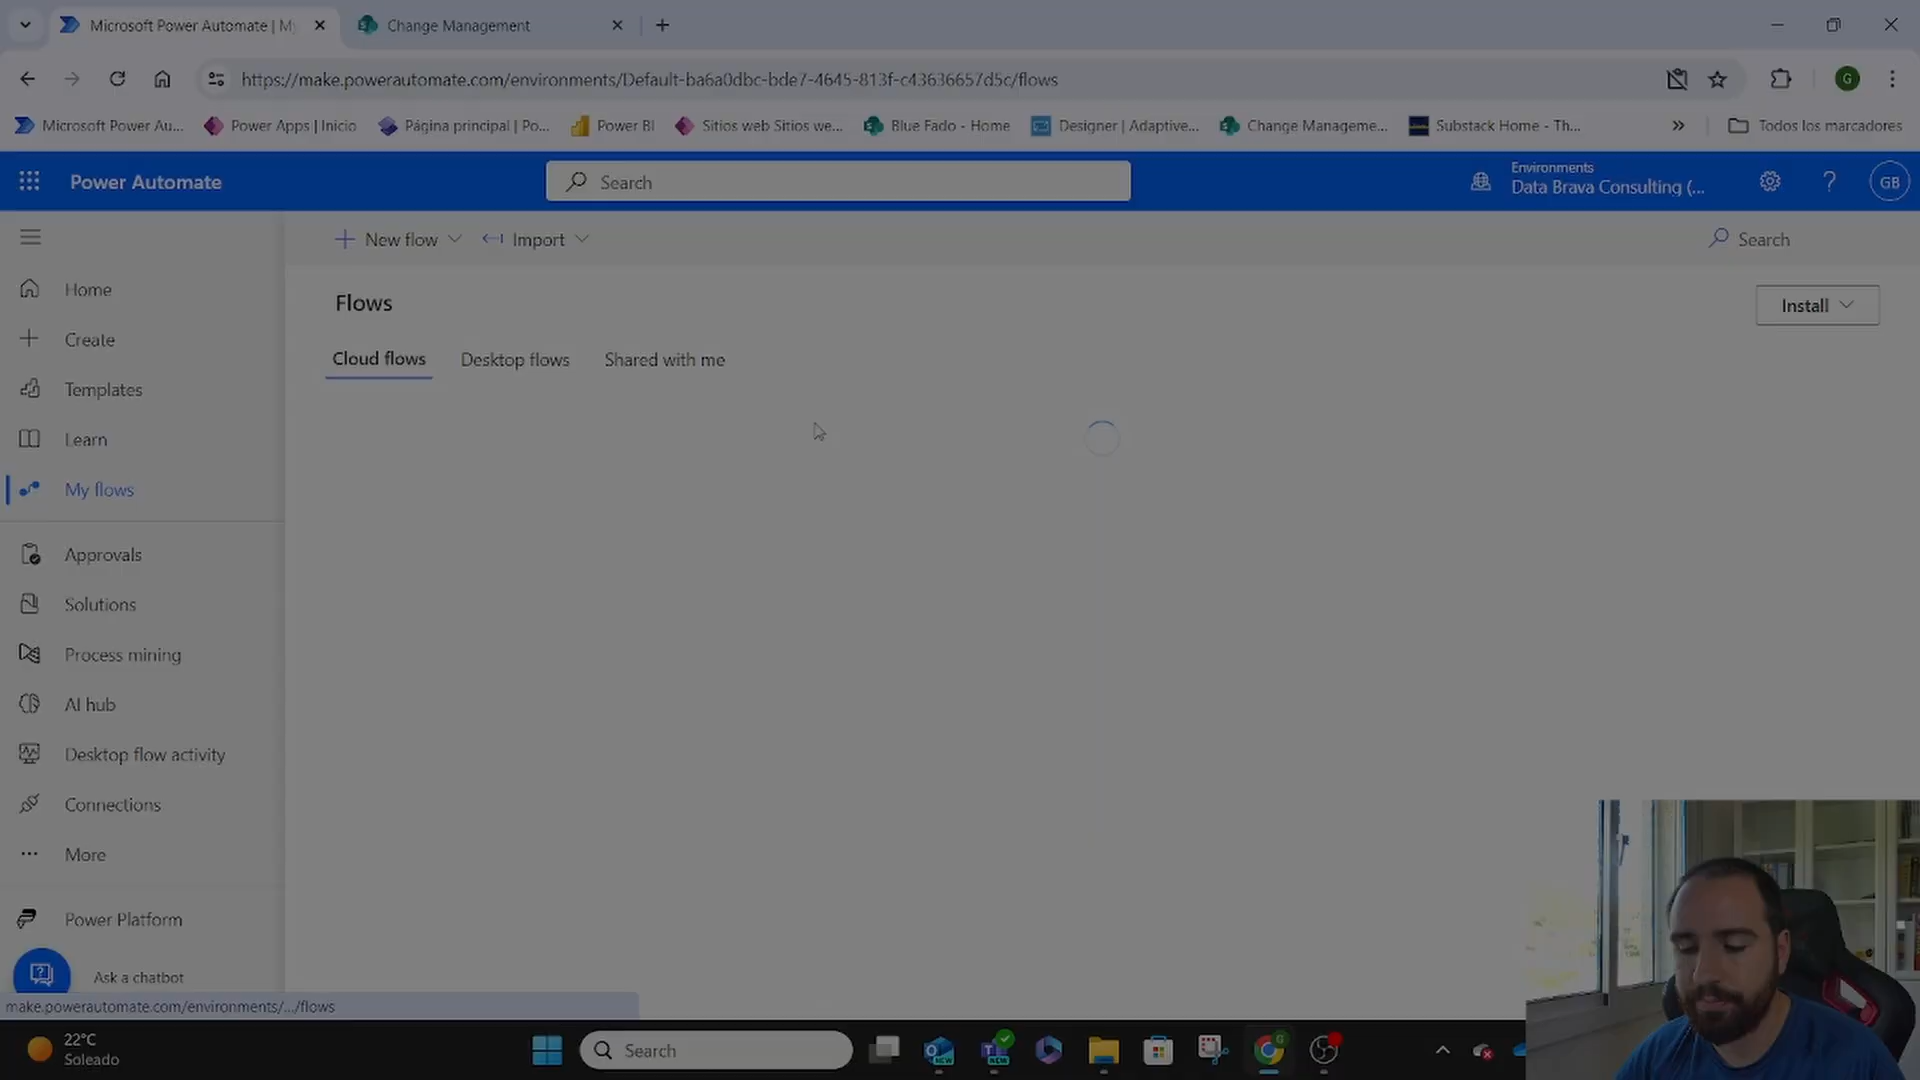 Microsoft Power Automate | My
Change Management
https://make.powerautomate.com/environments/Default-ba6a0dbc-bde7-4645-813f-c43636657d5c/flows
G
Microsoft Power Au...
Power Apps | Inicio
Página principal | Po...
Power BI
Sitios web Sitios we...
Blue Fado - Home
Designer | Adaptive...
Change Manageme...
Substack Home - Th...
»
Todos los marcadores
Power Automate
Search
Environments
Data Brava Consulting (...
?
GB
New flow
Import
Search
Home
Create
Templates
Learn
My flows
Approvals
Solutions
Process mining
AI hub
Desktop flow activity
Connections
More
Power Platform
Ask a chatbot
Flows
Install
Cloud flows
Desktop flows
Shared with me
make.powerautomate.com/environments/.../flows
22°C
Soleado
Search
NEW
NEW
G